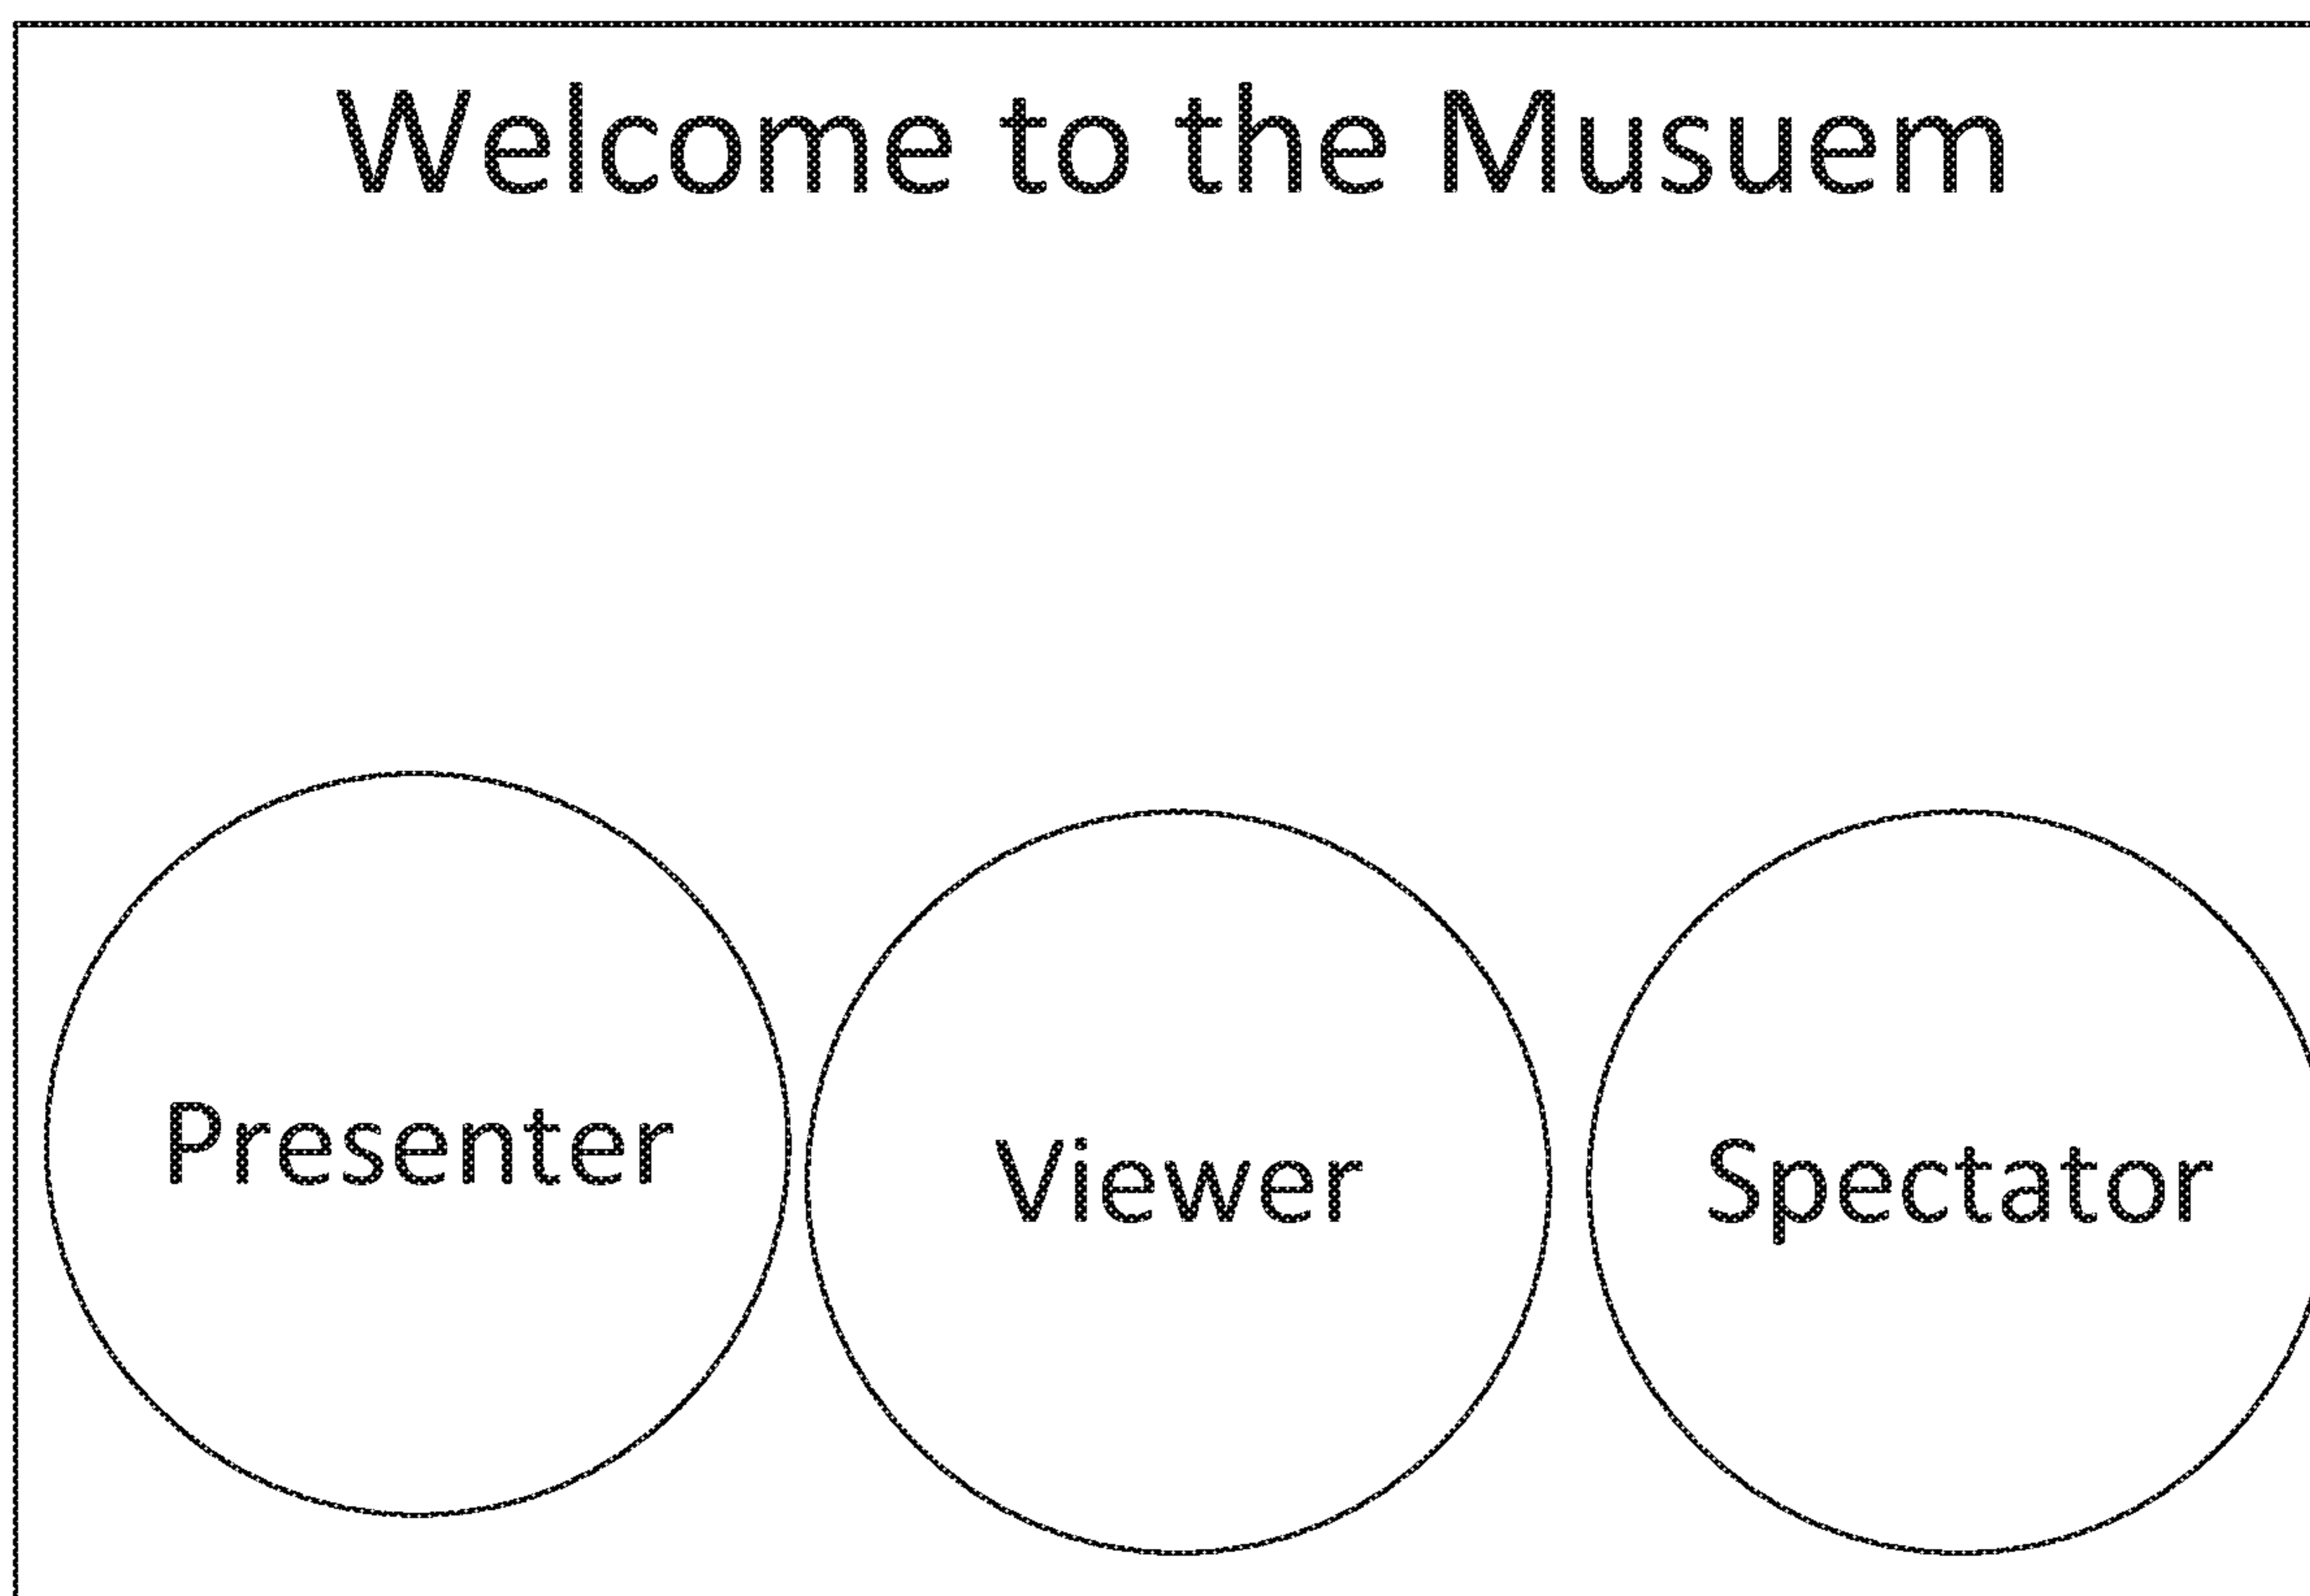 Welcome to the Musuem
Presenter
Viewer
Spectator